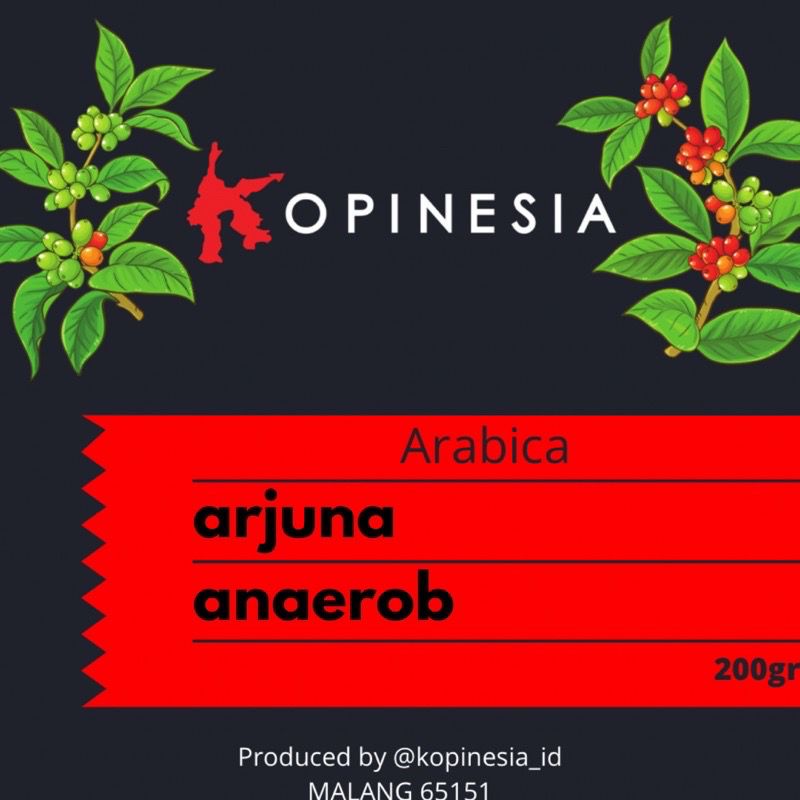 KOPINESIA
Arabica
arjuna
anaerob
200gr
Produced by @kopinesia_id
MALANG 65151